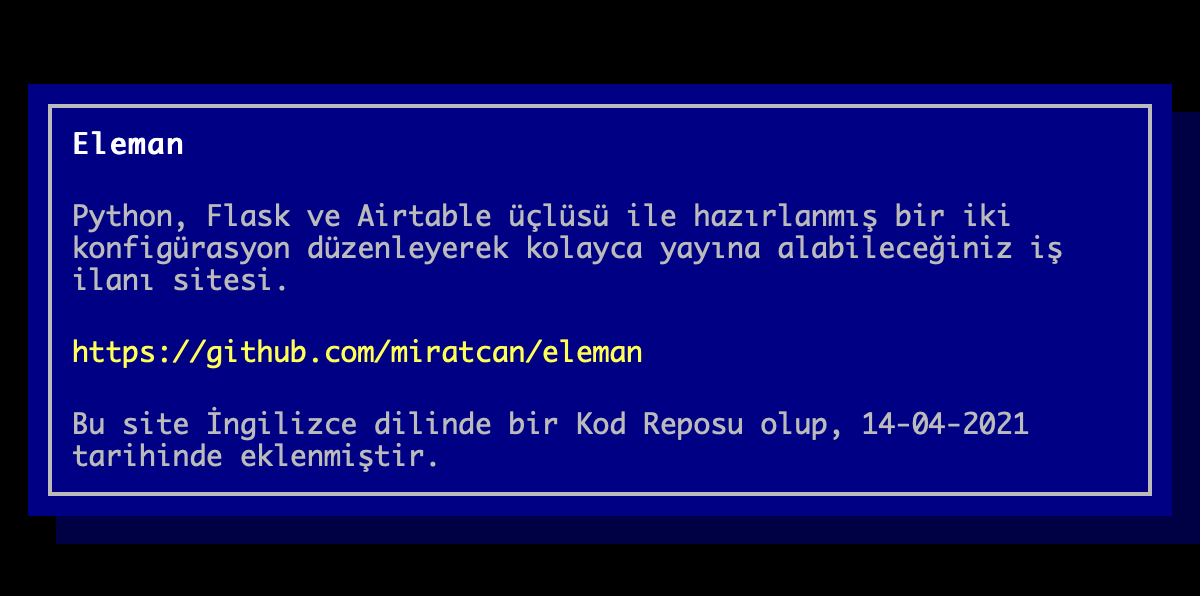 Eleman
Python, Flask ve Airtable üçlüsü ile hazırlanmış bir iki
konfigürasyon düzenleyerek kolayca yayına alabileceğiniz iş
ilanı sitesi.
https://github.com/miratcan/eleman
Bu site İngilizce dilinde bir Kod Reposu olup, 14-04-2021
tarihinde eklenmiştir.